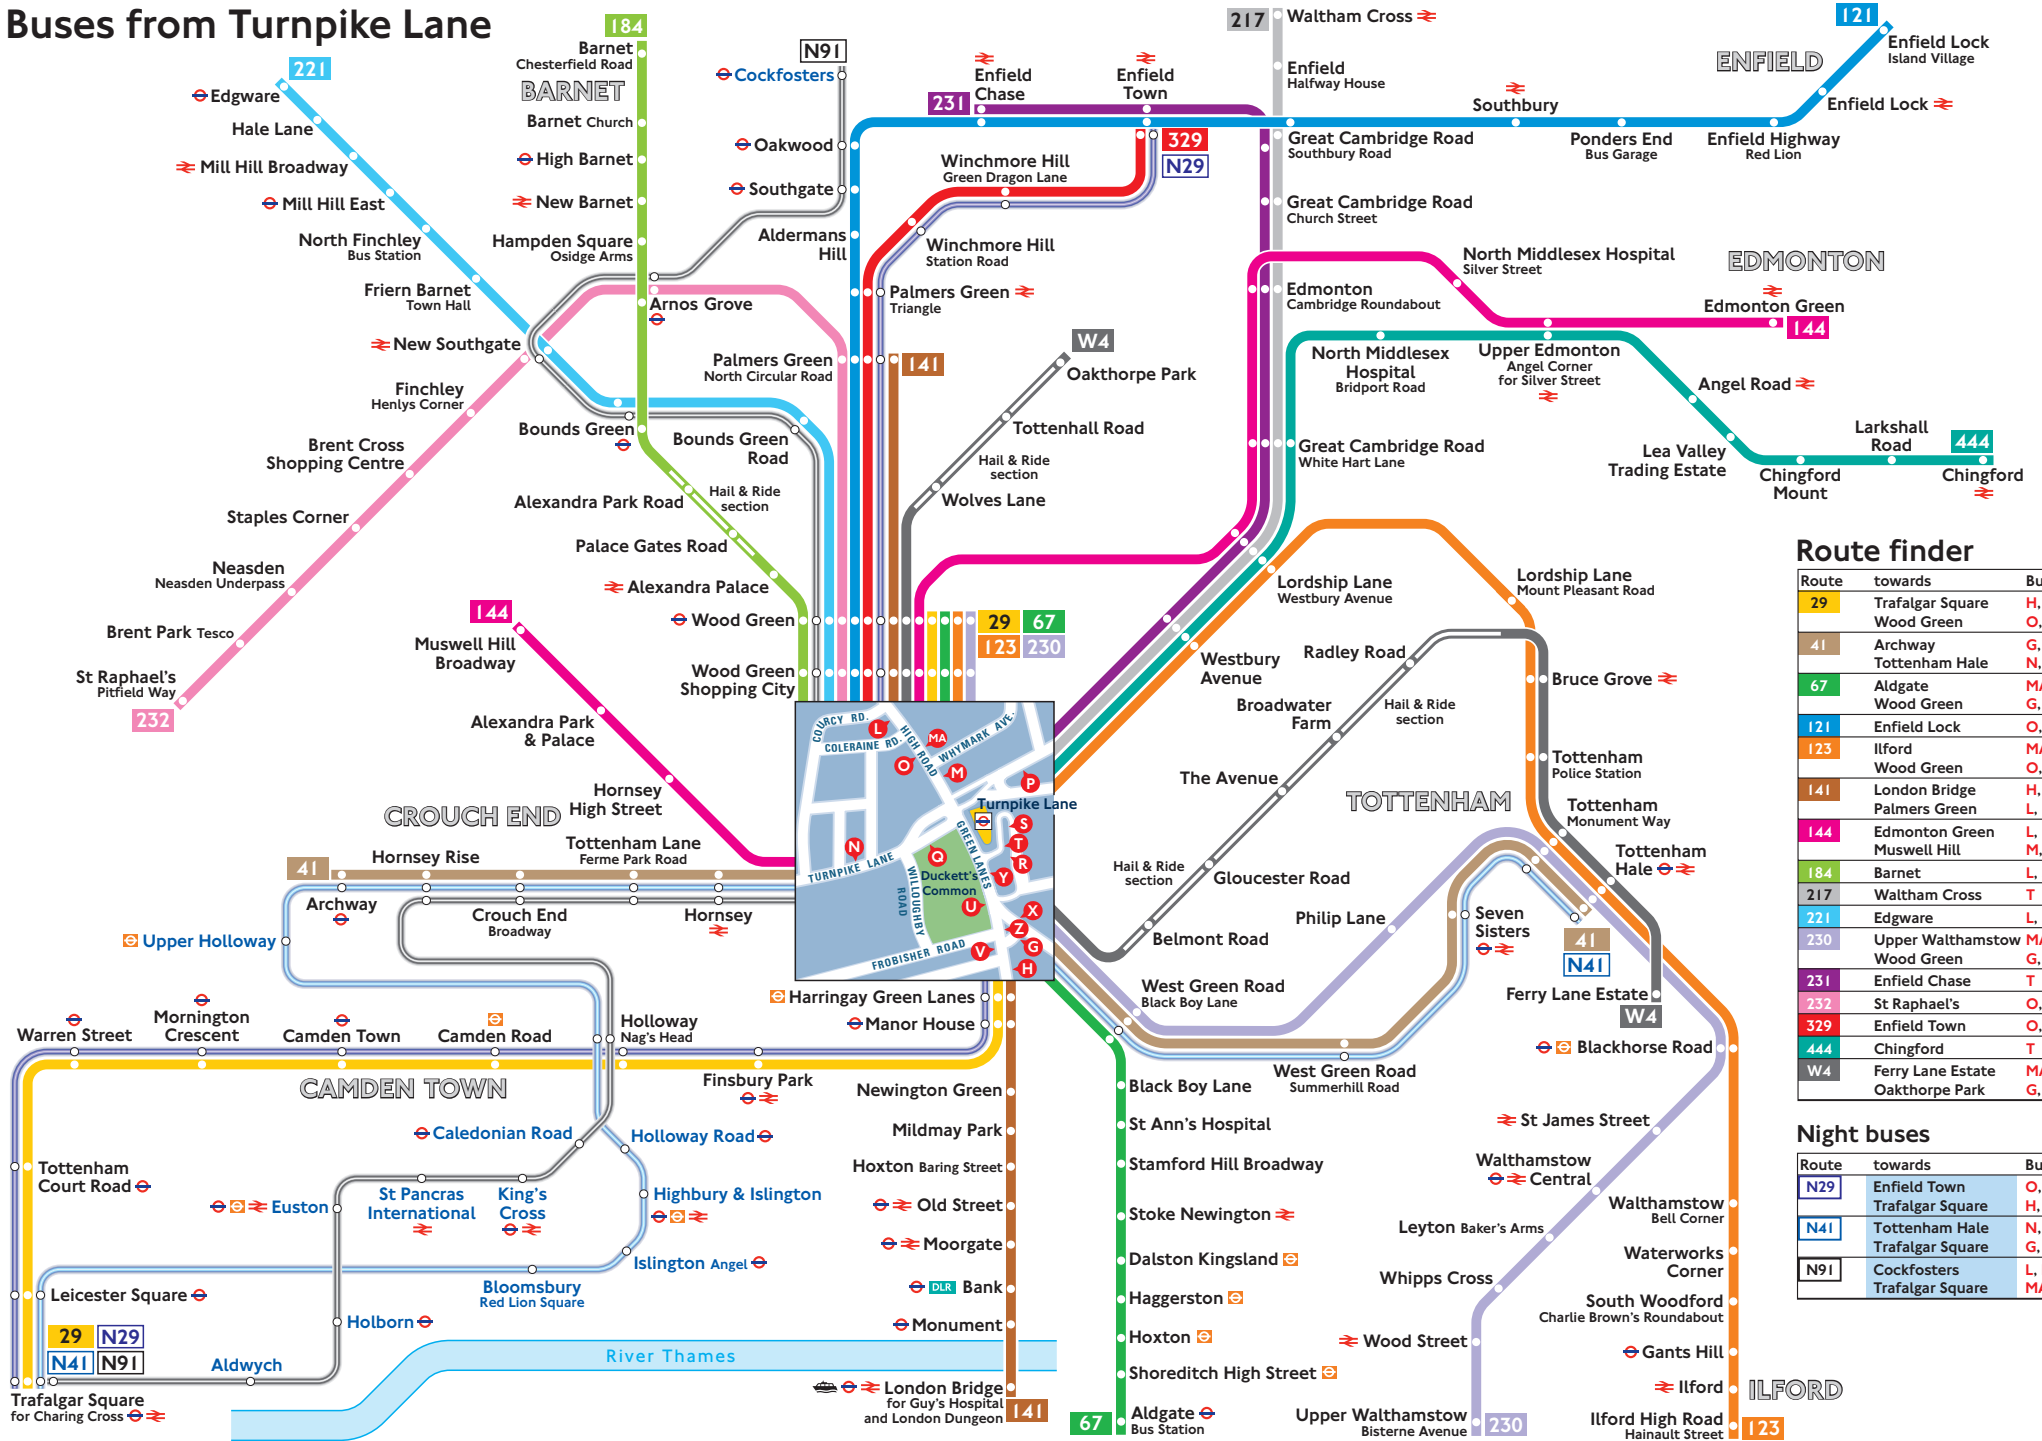 Buses from Turnpike Lane
184
Barnet
Chesterfield Road
BARNET
Barnet Church
High Barnet
New Barnet
Hampden Square
Osidge Arms
Arnos Grove
221
Edgware
Hale Lane
Mill Hill Broadway
Mill Hill East
North Finchley
Bus Station
Friern Barnet
Town Hall
New Southgate
Finchley
Henlys Corner
Brent Cross
Shopping Centre
Staples Corner
Neasden
Neasden Underpass
Brent Park Tesco
St Raphael's
Pitfield Way
232
N91
Cockfosters
Oakwood
Southgate
Aldermans
Hill
Palmers Green
North Circular Road
Bounds Green
Bounds Green
Road
Alexandra Park Road
Hail & Ride
section
Palace Gates Road
Alexandra Palace
Wood Green
Wood Green
Shopping City
231
Enfield
Chase
Enfield
Town
329
N29
Winchmore Hill
Green Dragon Lane
Winchmore Hill
Station Road
Palmers Green
Triangle
141
W4
Oakthorpe Park
Tottenhall Road
Hail & Ride
section
Wolves Lane
29
67
123
230
217
Waltham Cross
Enfield
Halfway House
Great Cambridge Road
Southbury Road
Great Cambridge Road
Church Street
Edmonton
Cambridge Roundabout
Great Cambridge Road
White Hart Lane
Southbury
Ponders End
Bus Garage
Enfield Highway
Red Lion
Enfield Lock
121
Enfield Lock
Island Village
ENFIELD
North Middlesex Hospital
Silver Street
EDMONTON
Edmonton Green
144
North Middlesex
Hospital
Bridport Road
Upper Edmonton
Angel Corner
for Silver Street
Angel Road
Lea Valley
Trading Estate
Chingford
Mount
Larkshall
Road
444
Chingford
Lordship Lane
Westbury Avenue
Lordship Lane
Mount Pleasant Road
Westbury
Avenue
Radley Road
Broadwater
Farm
Hail & Ride
section
Bruce Grove
The Avenue
Tottenham
Police Station
TOTTENHAM
Tottenham
Monument Way
Tottenham
Hale
Hail & Ride
section
Gloucester Road
Philip Lane
Belmont Road
Seven
Sisters
41
N41
West Green Road
Black Boy Lane
Ferry Lane Estate
W4
West Green Road
Summerhill Road
Blackhorse Road
144
Muswell Hill
Broadway
Alexandra Park
& Palace
Hornsey
High Street
CROUCH END
41
Hornsey Rise
Tottenham Lane
Ferme Park Road
Archway
Crouch End
Broadway
Hornsey
Upper Holloway
COURCY RD.
COLERAINE RD.
HIGH ROAD
WHYMARK AVE.
L
MA
O
M
P
Turnpike Lane
S
T
R
N
Q
Y
TURNPIKE LANE
GREEN LANES
Duckett's
Common
WILLOUGHBY
ROAD
U
X
Z
G
V
H
FROBISHER ROAD
Harringay Green Lanes
Manor House
Warren Street
Mornington
Crescent
Camden Town
Camden Road
Holloway
Nag's Head
Finsbury Park
CAMDEN TOWN
Caledonian Road
Holloway Road
Tottenham
Court Road
Euston
St Pancras
International
King's
Cross
Highbury & Islington
Islington Angel
Bloomsbury
Red Lion Square
Leicester Square
Holborn
29
N29
N41
N91
Aldwych
Trafalgar Square
for Charing Cross
River Thames
Newington Green
Mildmay Park
Hoxton Baring Street
Old Street
Moorgate
DLR Bank
Monument
London Bridge
for Guy's Hospital
and London Dungeon
141
Black Boy Lane
St Ann's Hospital
Stamford Hill Broadway
Stoke Newington
Dalston Kingsland
Haggerston
Hoxton
Shoreditch High Street
67
Aldgate
Bus Station
St James Street
Walthamstow
Central
Leyton Baker's Arms
Whipps Cross
Wood Street
Upper Walthamstow
Bisterne Avenue
230
Walthamstow
Bell Corner
Waterworks
Corner
South Woodford
Charlie Brown's Roundabout
Gants Hill
Ilford
ILFORD
Ilford High Road
Hainault Street
123
Route finder
Route towards Bu
29 Trafalgar Square H,
Wood Green O,
41 Archway G,
Tottenham Hale N,
67 Aldgate MA
Wood Green G,
121 Enfield Lock O,
123 Ilford MA
Wood Green O,
141 London Bridge H,
Palmers Green L,
144 Edmonton Green L,
Muswell Hill M,
184 Barnet L,
217 Waltham Cross T
221 Edgware L,
230 Upper Walthamstow MA
Wood Green G,
231 Enfield Chase T
232 St Raphael's O,
329 Enfield Town O,
444 Chingford T
W4 Ferry Lane Estate MA
Oakthorpe Park G,
Night buses
Route towards Bu
N29 Enfield Town O,
Trafalgar Square H,
N41 Tottenham Hale N,
Trafalgar Square G,
N91 Cockfosters L,
Trafalgar Square MA